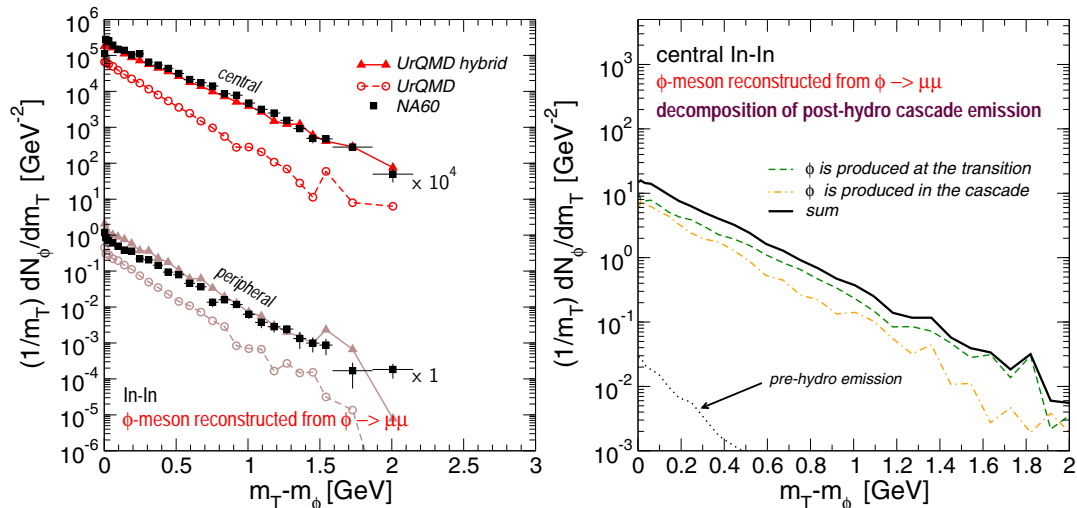 10^6
10^5
10^4
10^3
10^2
10^1
10^0
10^-1
10^-2
10^-3
10^-4
10^-5
10^-6
(1/m_T) dN_ϕ/dm_T [GeV^-2]
UrQMD hybrid
UrQMD
NA60
central
x 10^4
peripheral
x 1
In-In
ϕ-meson reconstructed from ϕ −> μμ
0
0.5
1
1.5
2
2.5
3
m_T-m_ϕ [GeV]
10^3
10^2
10^1
10^0
10^-1
10^-2
10^-3
(1/m_T) dN_ϕ/dm_T [GeV^-2]
central In-In
ϕ-meson reconstructed from ϕ −> μμ
decomposition of post-hydro cascade emission
ϕ is produced at the transition
ϕ is produced in the cascade
sum
pre-hydro emission
0
0.2
0.4
0.6
0.8
1
1.2
1.4
1.6
1.8
2
m_T-m_ϕ [GeV]